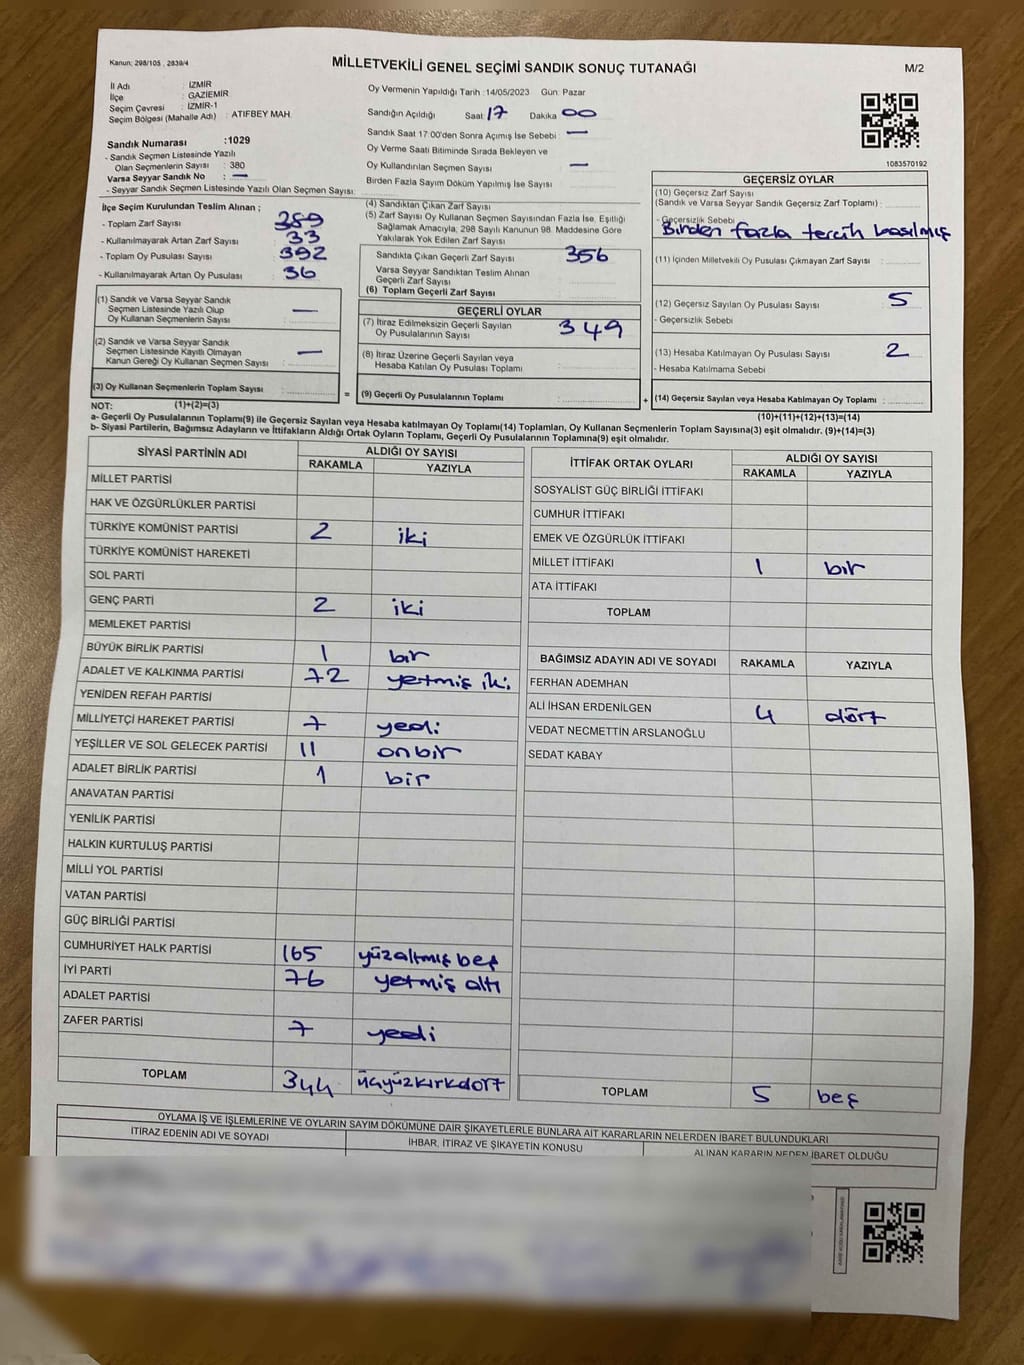 Kanun: 298/105 , 2839/4
MİLLETVEKİLİ GENEL SEÇİMİ SANDIK SONUÇ TUTANAĞI
M/2
İl Adı : İZMİR
İlçe : GAZİEMİR
Seçim Çevresi : İZMİR-1
Seçim Bölgesi (Mahalle Adı) : ATIFBEY MAH.
Sandık Numarası :1029
- Sandık Seçmen Listesinde Yazılı
Olan Seçmenlerin Sayısı : 380
Varsa Seyyar Sandık No : —
- Seyyar Sandık Seçmen Listesinde Yazılı Olan Seçmen Sayısı:
Oy Vermenin Yapıldığı Tarih :14/05/2023 Gün: Pazar
Sandığın Açıldığı Saat 17 Dakika 00
Sandık Saat 17:00'den Sonra Açımış İse Sebebi : —
Oy Verme Saati Bitiminde Sırada Bekleyen ve
Oy Kullandırılan Seçmen Sayısı : —
Birden Fazla Sayım Döküm Yapılmış İse Sayısı :
1083570192
İlçe Seçim Kurulundan Teslim Alınan ;
- Toplam Zarf Sayısı : 389
- Kullanılmayarak Artan Zarf Sayısı : 33
- Toplam Oy Pusulası Sayısı : 392
- Kullanılmayarak Artan Oy Pusulası : 36
(4) Sandıktan Çıkan Zarf Sayısı :
(5) Zarf Sayısı Oy Kullanan Seçmen Sayısından Fazla İse, Eşitliği
Sağlamak Amacıyla; 298 Sayılı Kanunun 98. Maddesine Göre
Yakılarak Yok Edilen Zarf Sayısı :
Sandıkta Çıkan Geçerli Zarf Sayısı : 356
Varsa Seyyar Sandıktan Teslim Alınan
Geçerli Zarf Sayısı :
(6) Toplam Geçerli Zarf Sayısı :
GEÇERSİZ OYLAR
(10) Geçersiz Zarf Sayısı
(Sandık ve Varsa Seyyar Sandık Geçersiz Zarf Toplamı) :
- Geçersizlik Sebebi
Birden fazla tercih basılmış
(11) İçinden Milletvekili Oy Pusulası Çıkmayan Zarf Sayısı :
(12) Geçersiz Sayılan Oy Pusulası Sayısı : 5
- Geçersizlik Sebebi :
(13) Hesaba Katılmayan Oy Pusulası Sayısı : 2
- Hesaba Katılmama Sebebi
(14) Geçersiz Sayılan veya Hesaba Katılmayan Oy Toplamı :
(1) Sandık ve Varsa Seyyar Sandık
Seçmen Listesinde Yazılı Olup
Oy Kullanan Seçmenlerin Sayısı : —
(2) Sandık ve Varsa Seyyar Sandık
Seçmen Listesinde Kayıtlı Olmayan
Kanun Gereği Oy Kullanan Seçmen Sayısı : —
(3) Oy Kullanan Seçmenlerin Toplam Sayısı :
=
GEÇERLİ OYLAR
(7) İtiraz Edilmeksizin Geçerli Sayılan
Oy Pusulalarının Sayısı : 349
(8) İtiraz Üzerine Geçerli Sayılan veya
Hesaba Katılan Oy Pusulası Toplamı :
(9) Geçerli Oy Pusulalarının Toplamı :
+
NOT: (1)+(2)=(3)
(10)+(11)+(12)+(13)=(14)
a- Geçerli Oy Pusulalarının Toplamı(9) ile Geçersiz Sayılan veya Hesaba katılmayan Oy Toplamı(14) Toplamları, Oy Kullanan Seçmenlerin Toplam Sayısına(3) eşit olmalıdır. (9)+(14)=(3)
b- Siyasi Partilerin, Bağımsız Adayların ve İttifakların Aldığı Ortak Oyların Toplamı, Geçerli Oy Pusulalarının Toplamına(9) eşit olmalıdır.
SİYASİ PARTİNİN ADI ALDIĞI OY SAYISI
RAKAMLA YAZIYLA
MİLLET PARTİSİ
HAK VE ÖZGÜRLÜKLER PARTİSİ
TÜRKİYE KOMÜNİST PARTİSİ 2 iki
TÜRKİYE KOMÜNİST HAREKETİ
SOL PARTİ
GENÇ PARTİ 2 iki
MEMLEKET PARTİSİ
BÜYÜK BİRLİK PARTİSİ 1 bir
ADALET VE KALKINMA PARTİSİ 72 yetmiş iki
YENİDEN REFAH PARTİSİ
MİLLİYETÇİ HAREKET PARTİSİ 7 yedi
YEŞİLLER VE SOL GELECEK PARTİSİ 11 onbir
ADALET BİRLİK PARTİSİ 1 bir
ANAVATAN PARTİSİ
YENİLİK PARTİSİ
HALKIN KURTULUŞ PARTİSİ
MİLLİ YOL PARTİSİ
VATAN PARTİSİ
GÜÇ BİRLİĞİ PARTİSİ
CUMHURİYET HALK PARTİSİ 165 yüzaltmış beş
İYİ PARTİ 76 yetmiş altı
ADALET PARTİSİ
ZAFER PARTİSİ 7 yedi
TOPLAM 344 üçyüzkırkdört
İTTİFAK ORTAK OYLARI ALDIĞI OY SAYISI
RAKAMLA YAZIYLA
SOSYALİST GÜÇ BİRLİĞİ İTTİFAKI
CUMHUR İTTİFAKI
EMEK VE ÖZGÜRLÜK İTTİFAKI
MİLLET İTTİFAKI 1 bir
ATA İTTİFAKI
TOPLAM
BAĞIMSIZ ADAYIN ADI VE SOYADI RAKAMLA YAZIYLA
FERHAN ADEMHAN
ALİ İHSAN ERDENİLGEN 4 dört
VEDAT NECMETTİN ARSLANOĞLU
SEDAT KABAY
TOPLAM 5 beş
OYLAMA İŞ VE İŞLEMLERİNE VE OYLARIN SAYIM DÖKÜMÜNE DAİR ŞİKAYETLERLE BUNLARA AİT KARARLARIN NELERDEN İBARET BULUNDUKLARI
İTİRAZ EDENİN ADI VE SOYADI İHBAR, İTİRAZ VE ŞİKAYETİN KONUSU ALINAN KARARIN NEDEN İBARET OLDUĞU